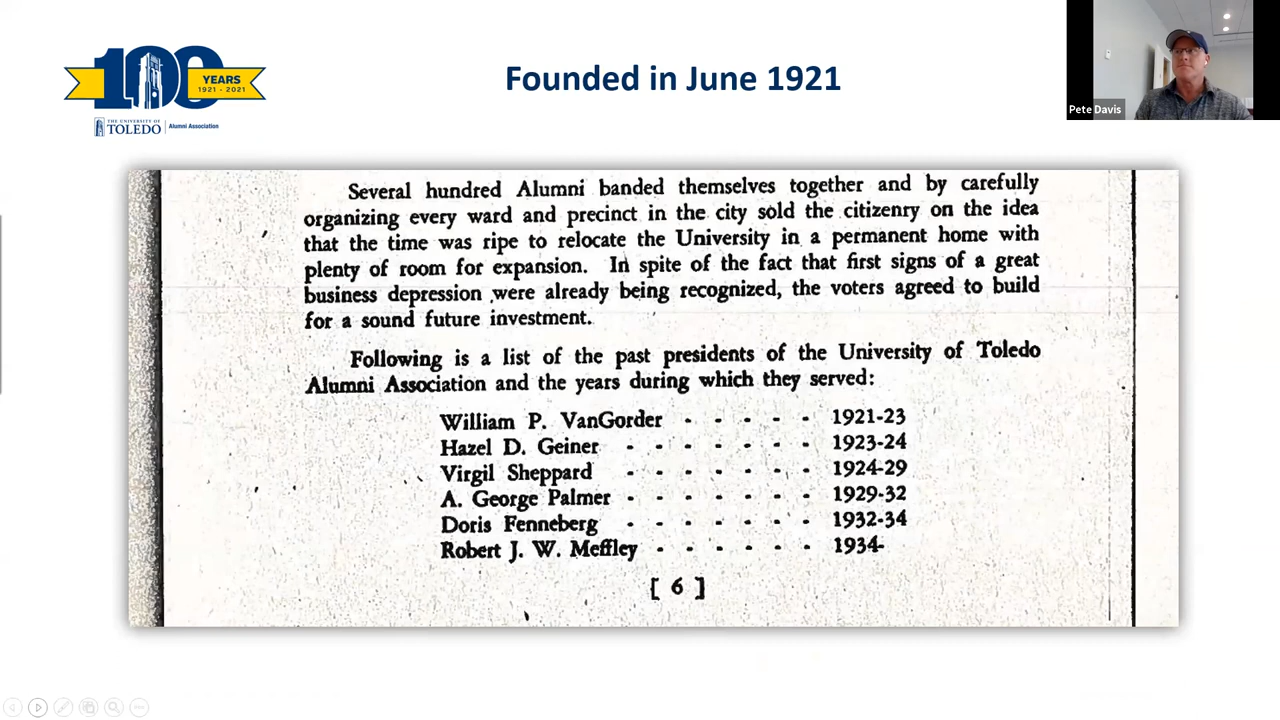 100
YEARS
1921 - 2021
THE UNIVERSITY OF
TOLEDO
Alumni Association
Founded in June 1921
Pete Davis
Several hundred Alumni banded themselves together and by carefully
organizing every ward and precinct in the city sold the citizenry on the idea
that the time was ripe to relocate the University in a permanent home with
plenty of room for expansion. In spite of the fact that first signs of a great
business depression were already being recognized, the voters agreed to build
for a sound future investment.
Following is a list of the past presidents of the University of Toledo
Alumni Association and the years during which they served:
William P. VanGorder - - - - - 1921-23
Hazel D. Geiner - - - - - - - 1923-24
Virgil Sheppard - - - - - - - 1924-29
A. George Palmer - - - - - - - 1929-32
Doris Fenneberg - - - - - - - 1932-34
Robert J. W. Meffley - - - - - - 1934-
[ 6 ]